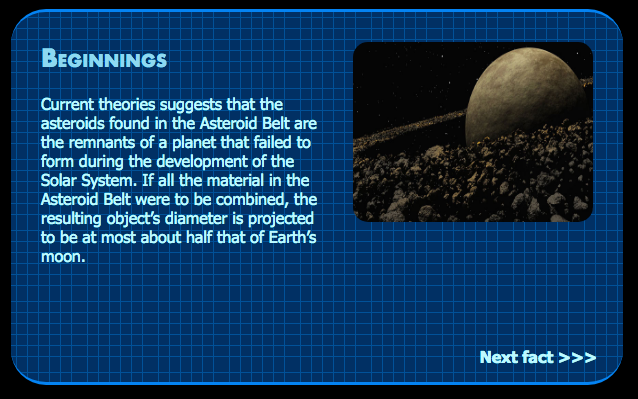 Beginnings
Current theories suggests that the
asteroids found in the Asteroid Belt are
the remnants of a planet that failed to
form during the development of the
Solar System. If all the material in the
Asteroid Belt were to be combined, the
resulting object's diameter is projected
to be at most about half that of Earth's
moon.
Next fact >>>